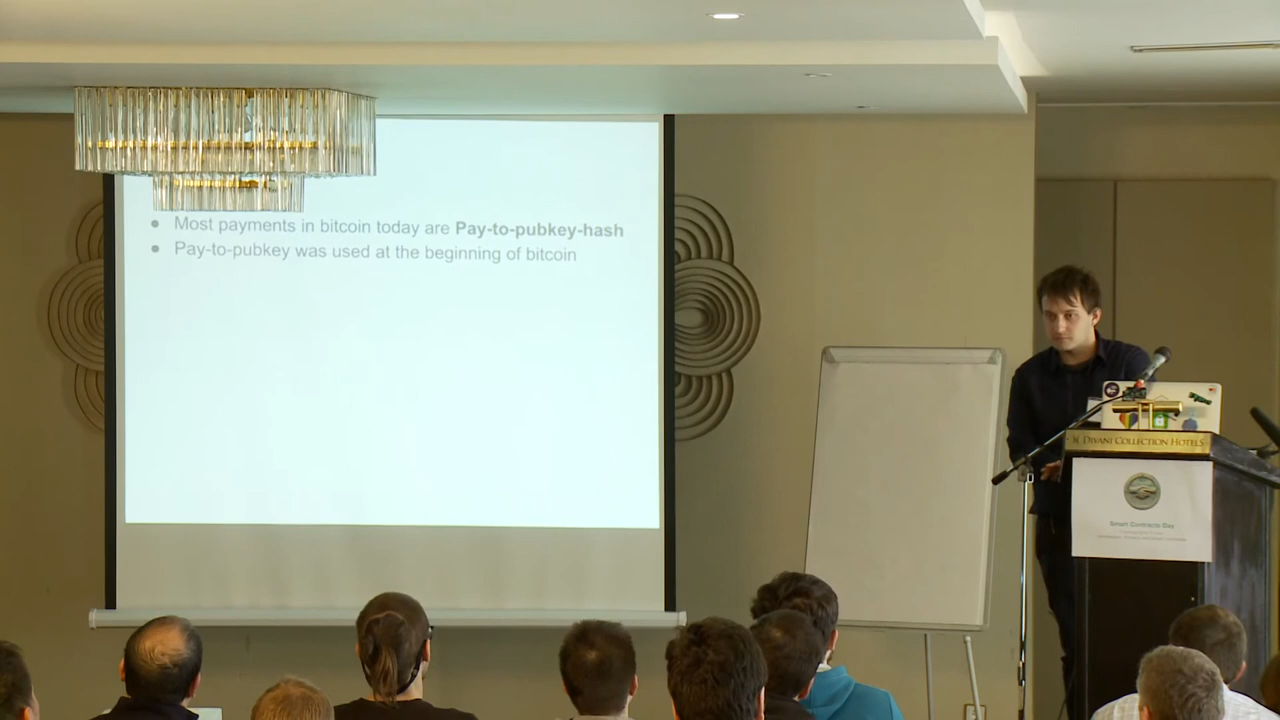 Most payments in bitcoin today are Pay-to-pubkey-hash
Pay-to-pubkey was used at the beginning of bitcoin
DIVANI COLLECTION HOTELS
Smart Contracts Day